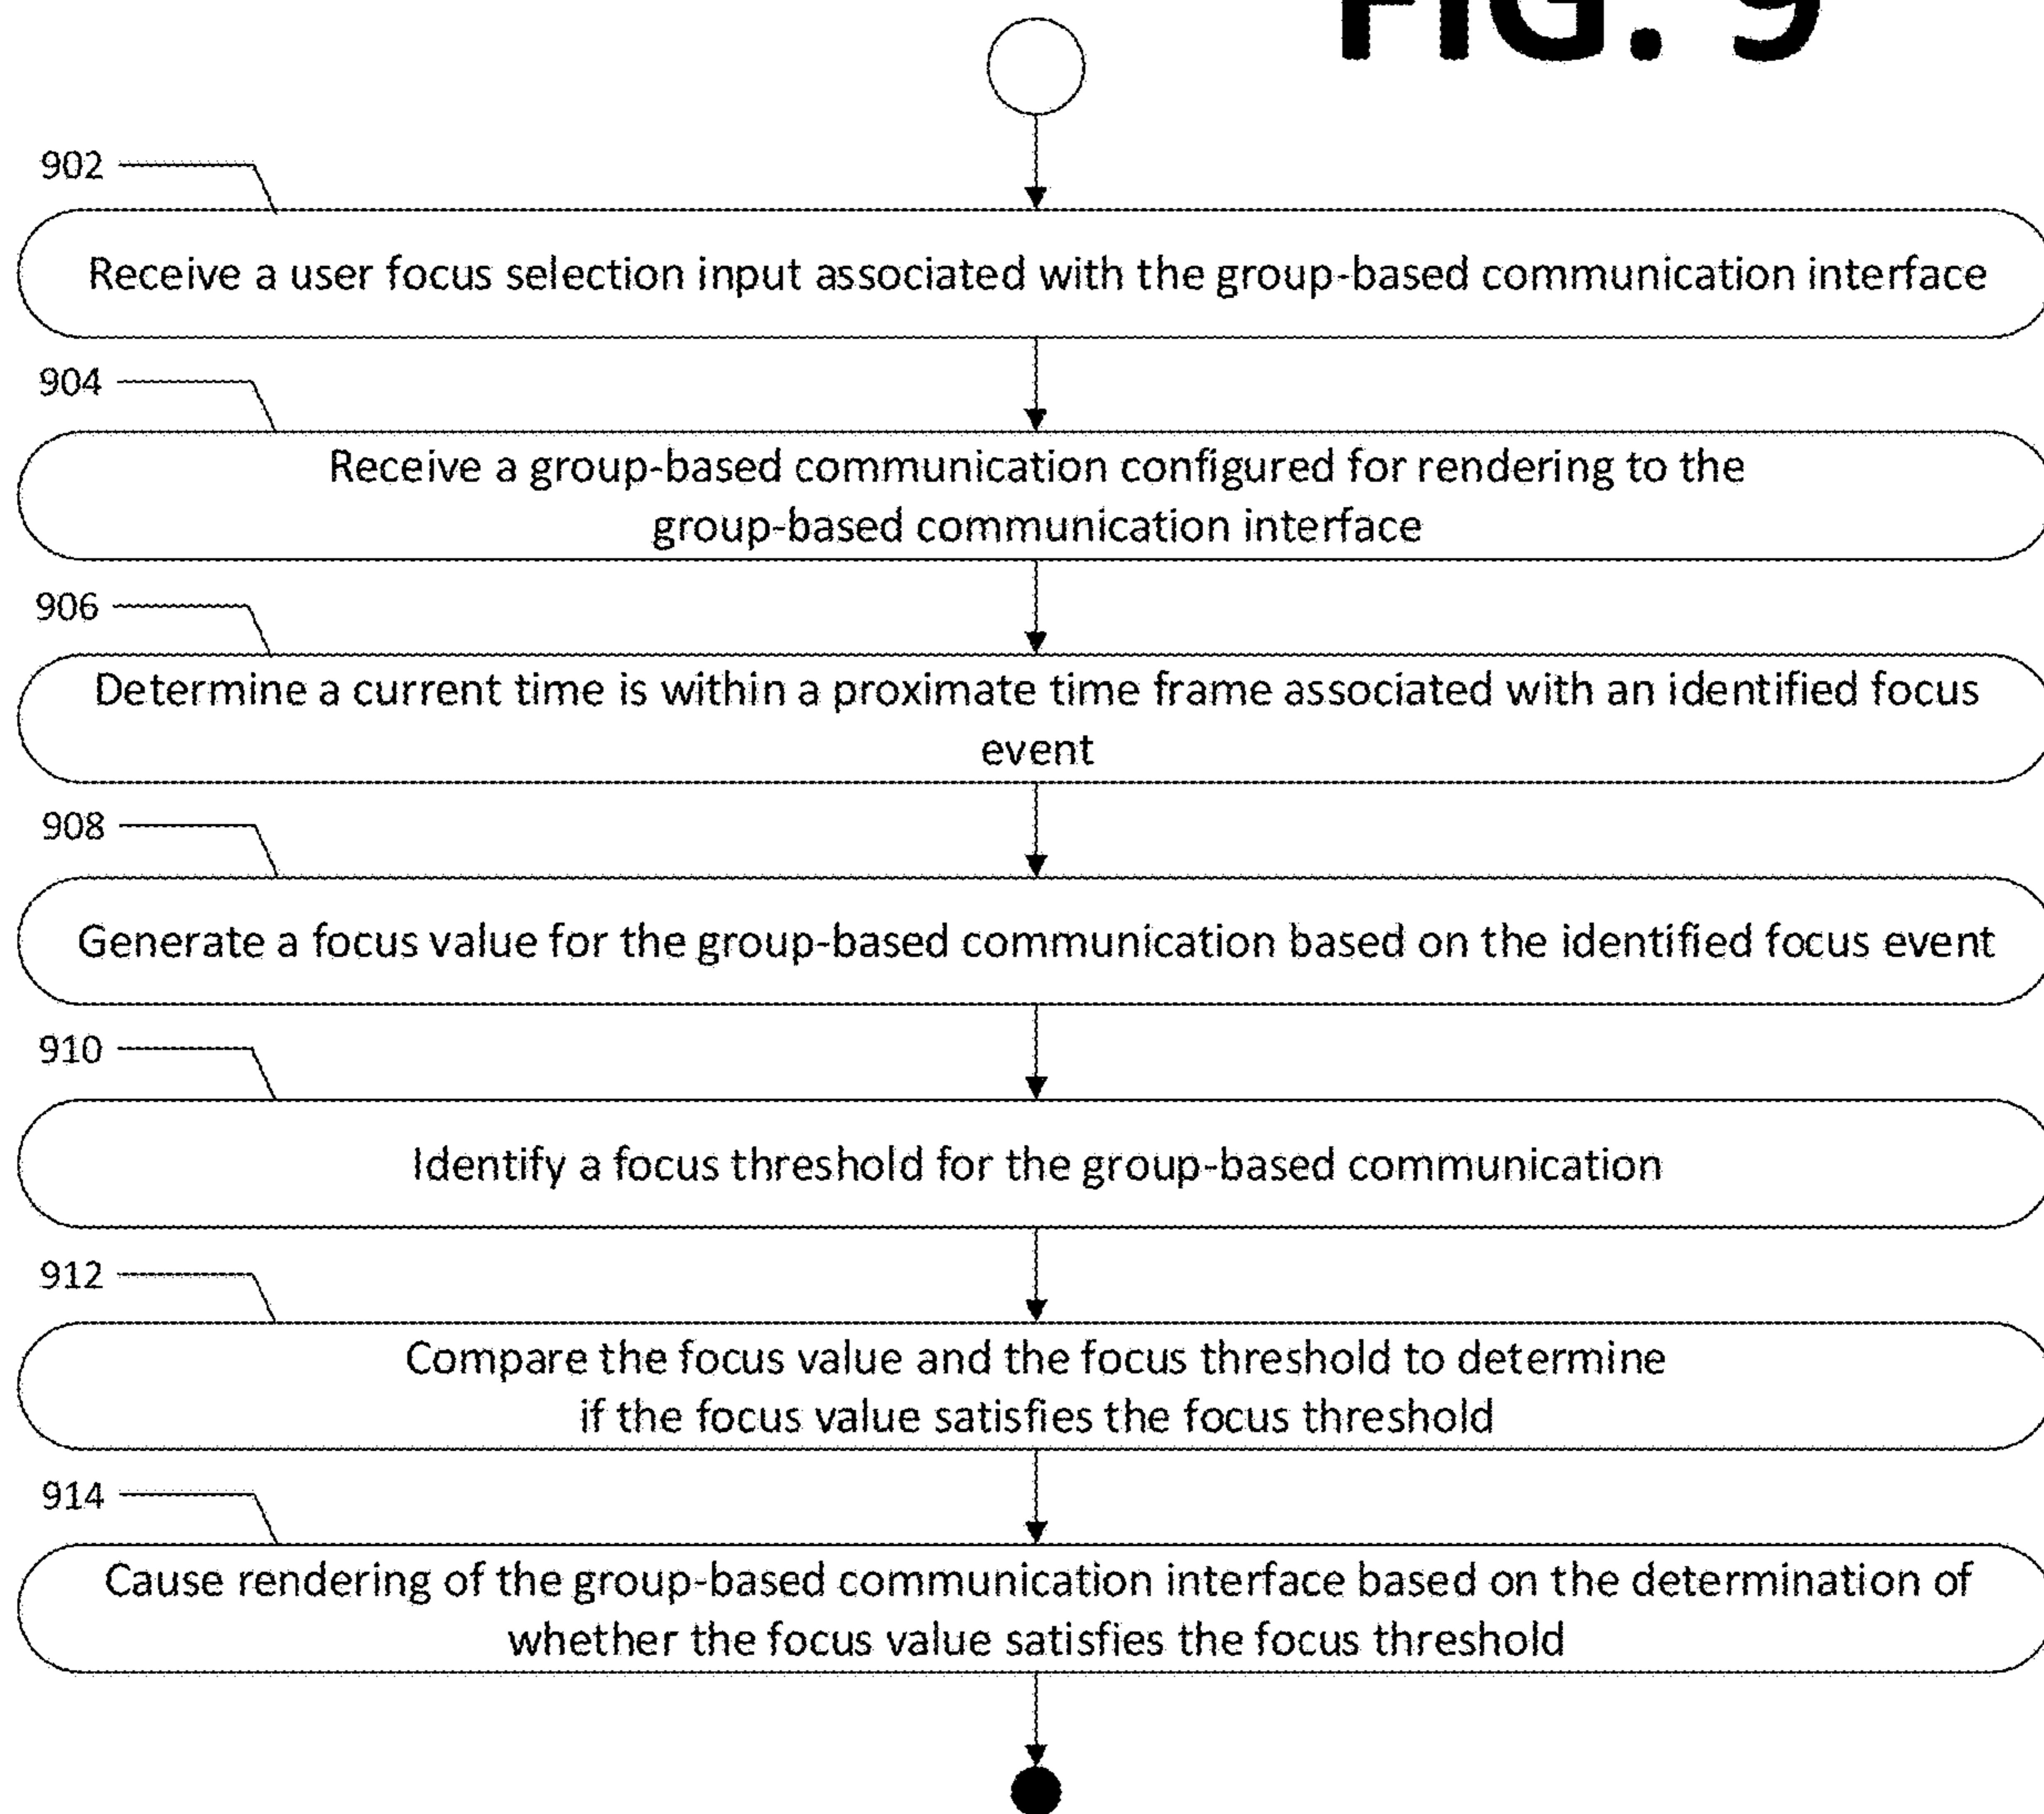 FIG. 9
902
Receive a user focus selection input associated with the group-based communication interface
904
Receive a group-based communication configured for rendering to the
group-based communication interface
906
Determine a current time is within a proximate time frame associated with an identified focus
event
908
Generate a focus value for the group-based communication based on the identified focus event
910
Identify a focus threshold for the group-based communication
912
Compare the focus value and the focus threshold to determine
if the focus value satisfies the focus threshold
914
Cause rendering of the group-based communication interface based on the determination of
whether the focus value satisfies the focus threshold